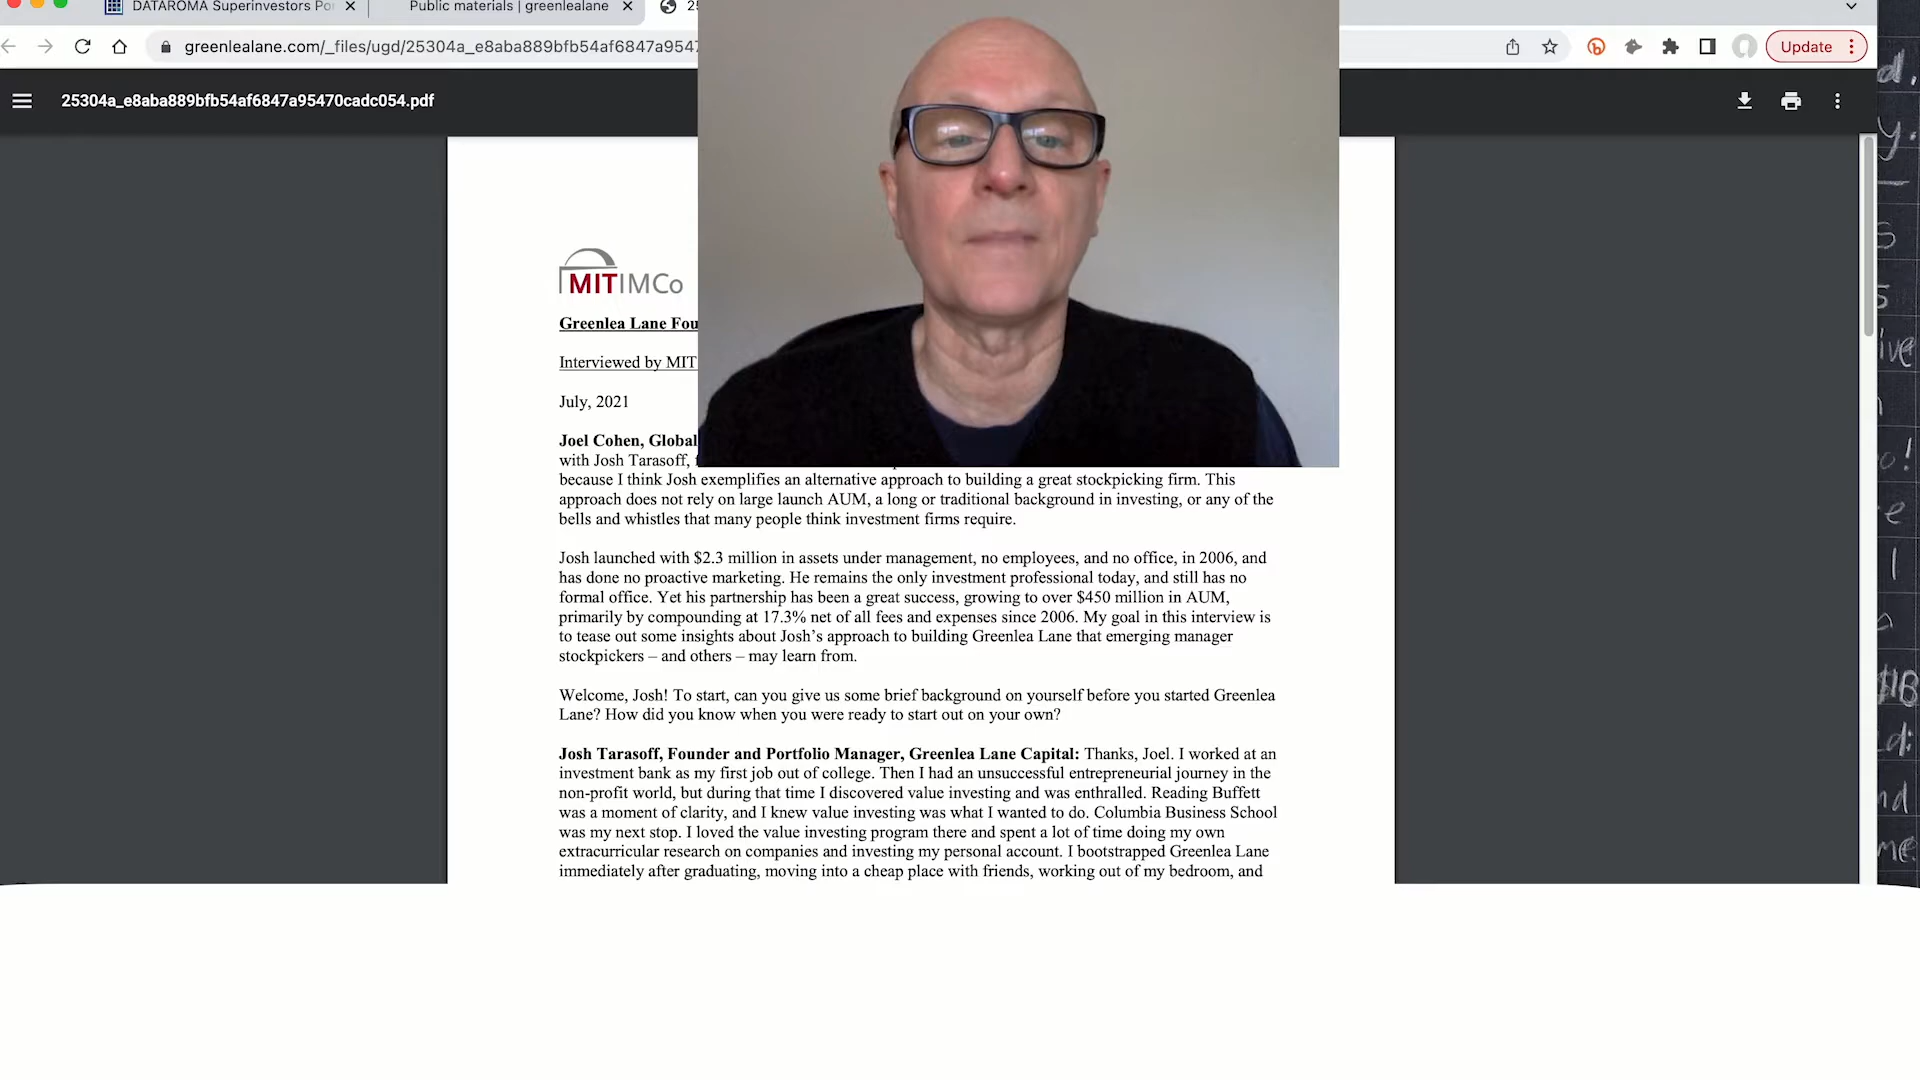 DATAROMA Superinvestors Po
Public materials | greenlealane
greenlealane.com/_files/ugd/25304a_e8aba889bfb54af6847a9547
Update
25304a_e8aba889bfb54af6847a95470cadc054.pdf
MITIMCo
Greenlea Lane Fou
Interviewed by MIT
July, 2021
Joel Cohen, Global
with Josh Tarasoff,
because I think Josh exemplifies an alternative approach to building a great stockpicking firm. This
approach does not rely on large launch AUM, a long or traditional background in investing, or any of the
bells and whistles that many people think investment firms require.
Josh launched with $2.3 million in assets under management, no employees, and no office, in 2006, and
has done no proactive marketing. He remains the only investment professional today, and still has no
formal office. Yet his partnership has been a great success, growing to over $450 million in AUM,
primarily by compounding at 17.3% net of all fees and expenses since 2006. My goal in this interview is
to tease out some insights about Josh's approach to building Greenlea Lane that emerging manager
stockpickers – and others – may learn from.
Welcome, Josh! To start, can you give us some brief background on yourself before you started Greenlea
Lane? How did you know when you were ready to start out on your own?
Josh Tarasoff, Founder and Portfolio Manager, Greenlea Lane Capital: Thanks, Joel. I worked at an
investment bank as my first job out of college. Then I had an unsuccessful entrepreneurial journey in the
non-profit world, but during that time I discovered value investing and was enthralled. Reading Buffett
was a moment of clarity, and I knew value investing was what I wanted to do. Columbia Business School
was my next stop. I loved the value investing program there and spent a lot of time doing my own
extracurricular research on companies and investing my personal account. I bootstrapped Greenlea Lane
immediately after graduating, moving into a cheap place with friends, working out of my bedroom, and